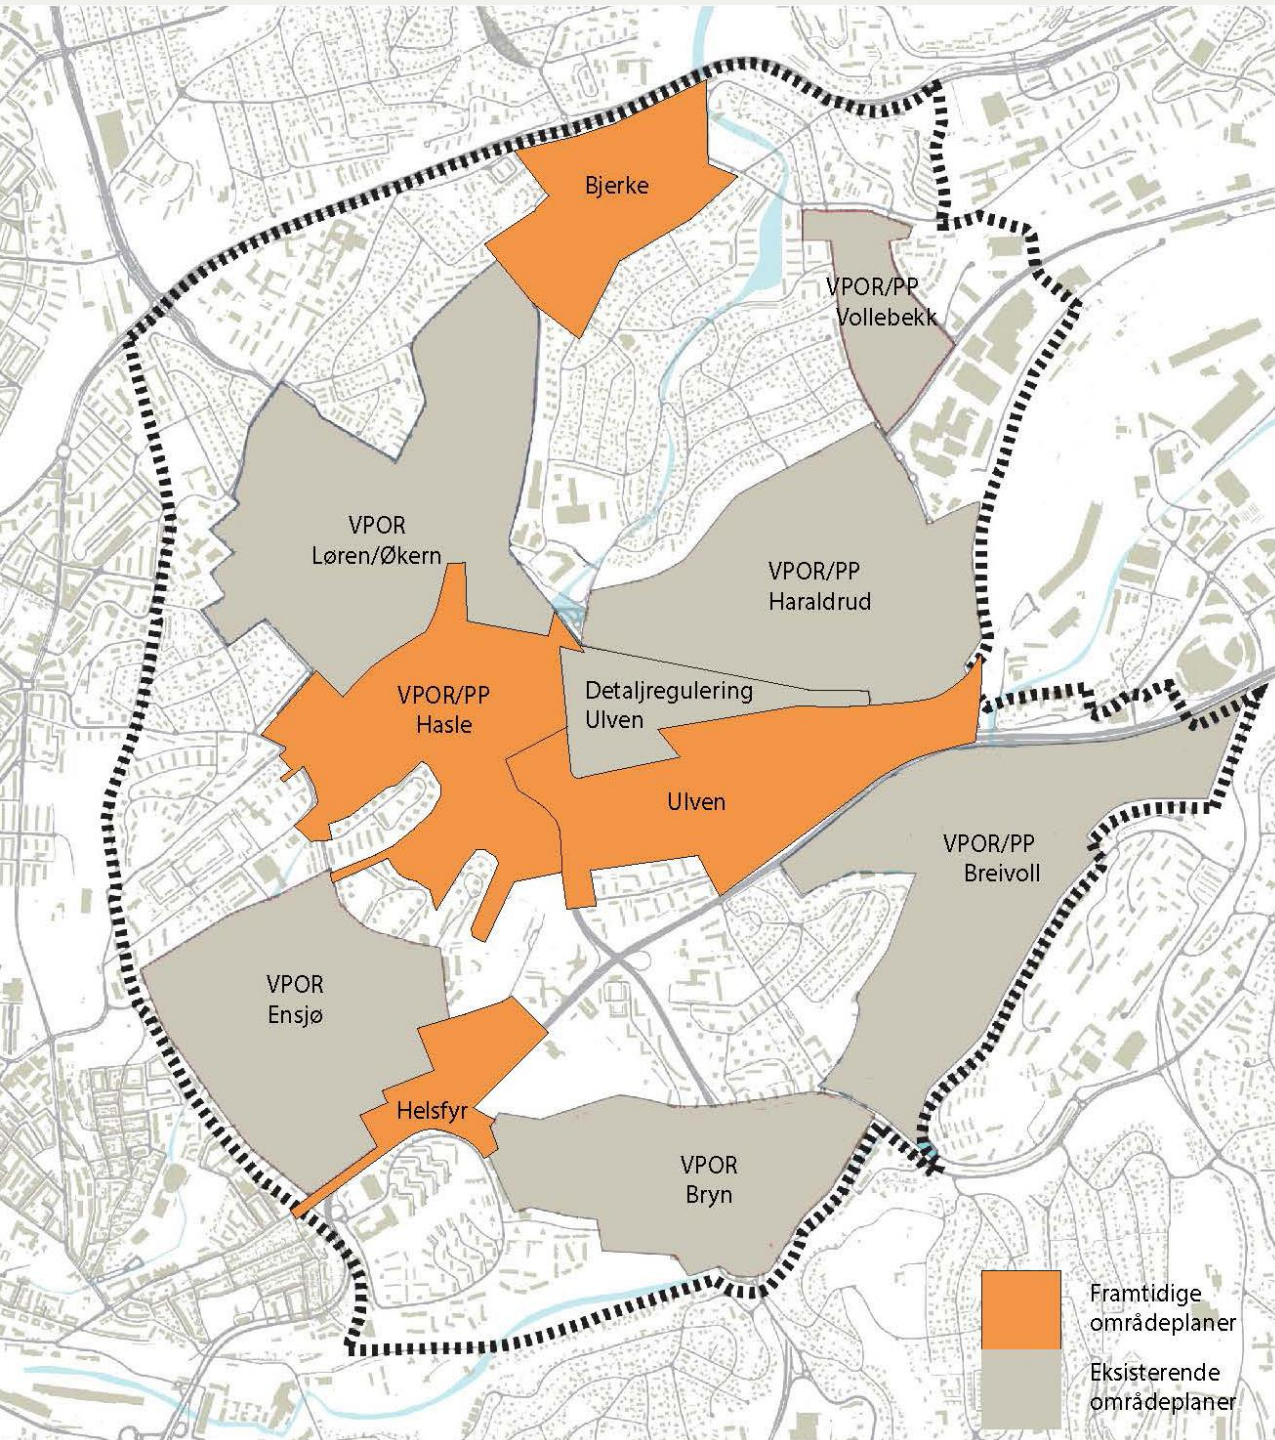 Bjerke
VPOR/PP
Vollebekk
VPOR
Løren/Økern
VPOR/PP
Haraldrud
VPOR/PP
Hasle
Detaljregulering
Ulven
Ulven
VPOR/PP
Breivoll
VPOR
Ensjø
Helsfyr
VPOR
Bryn
Framtidige
områdeplaner
Eksisterende
områdeplaner